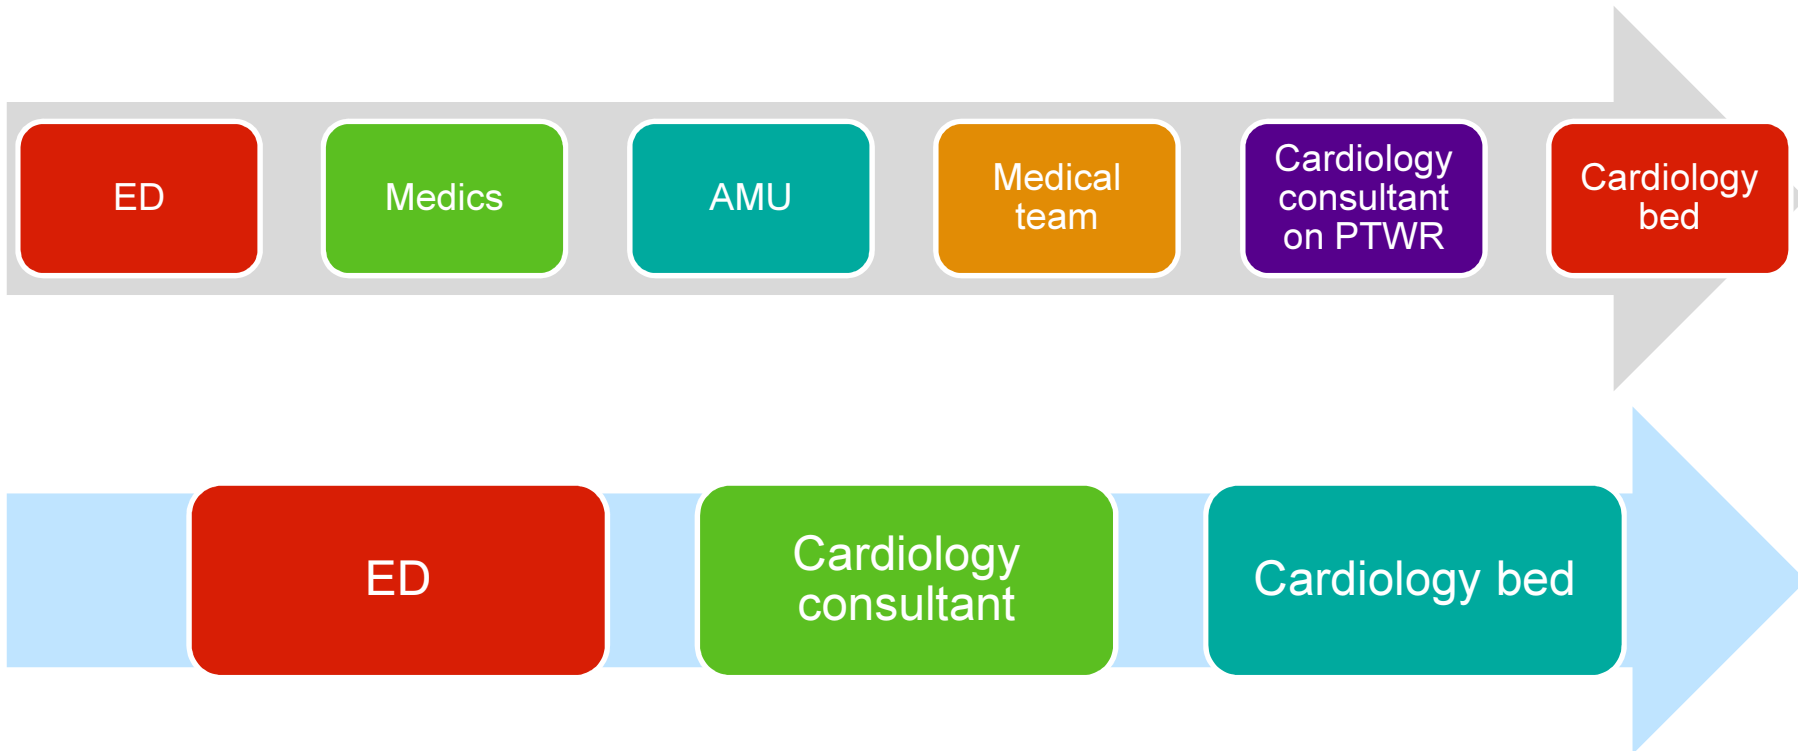 ED
Medics
AMU
Medical
team
Cardiology
consultant
on PTWR
Cardiology
bed
ED
Cardiology
consultant
Cardiology bed